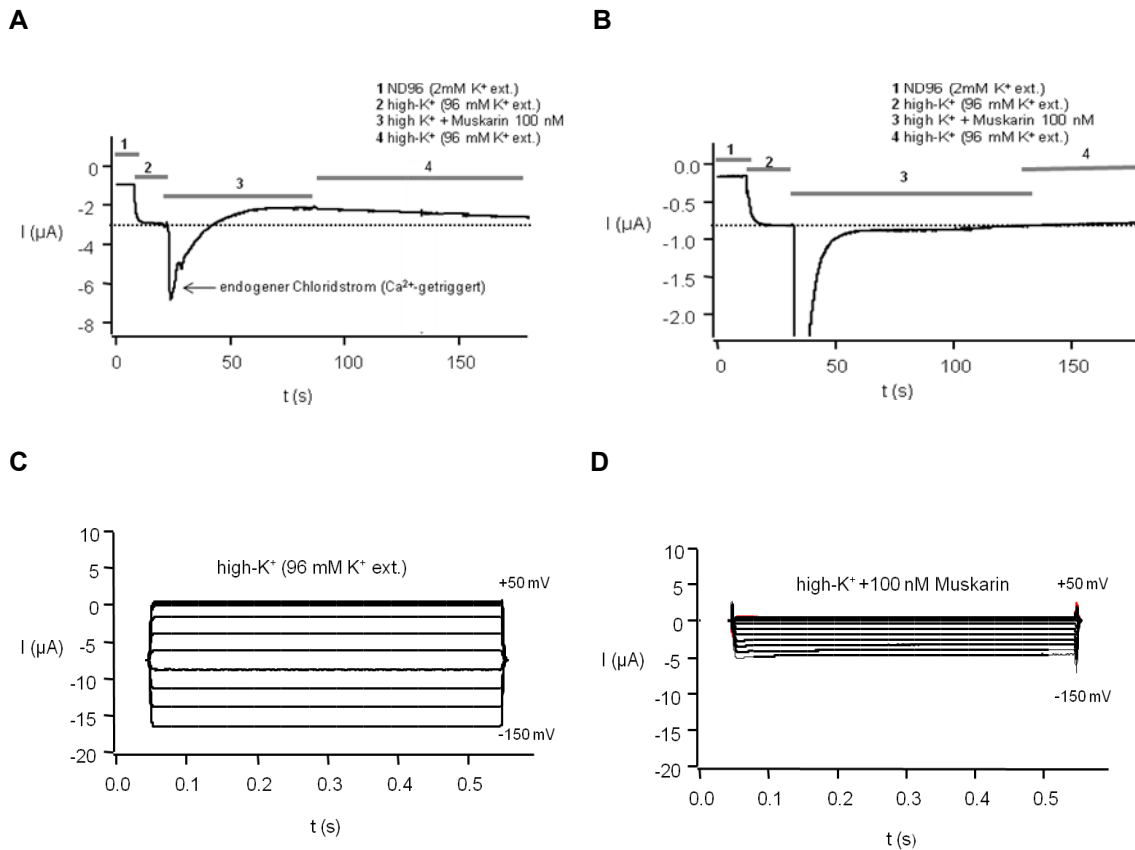 A
1 ND96 (2mM K⁺ ext.)
2 high-K⁺ (96 mM K⁺ ext.)
3 high K⁺ + Muskarin 100 nM
4 high-K⁺ (96 mM K⁺ ext.)
1
2
3
4
0
-2
-4
-6
-8
I (µA)
endogener Chloridstrom (Ca²⁺-getriggert)
0
50
100
150
t (s)
B
1 ND96 (2mM K⁺ ext.)
2 high-K⁺ (96 mM K⁺ ext.)
3 high K⁺ + Muskarin 100 nM
4 high-K⁺ (96 mM K⁺ ext.)
1
2
3
4
0.0
-0.5
-1.0
-1.5
-2.0
I (µA)
0
50
100
150
t (s)
C
10
5
0
-5
-10
-15
-20
I (µA)
high-K⁺ (96 mM K⁺ ext.)
+50 mV
-150 mV
0.0
0.1
0.2
0.3
0.4
0.5
t (s)
D
10
5
0
-5
-10
-15
-20
I (µA)
high-K⁺ +100 nM Muskarin
+50 mV
-150 mV
0.0
0.1
0.2
0.3
0.4
0.5
t (s)